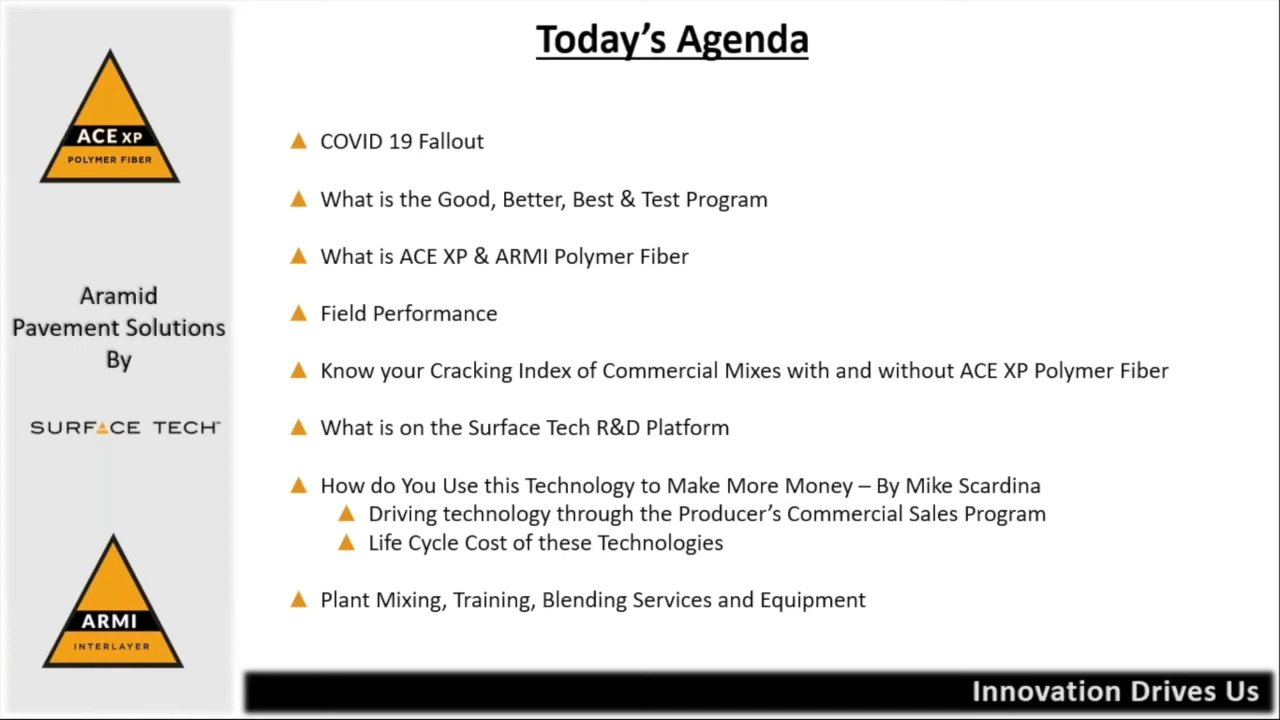 Today's Agenda
ACE XP
POLYMER FIBER
Aramid
Pavement Solutions
By
SURFACE TECH™
ARMI
INTERLAYER
COVID 19 Fallout
What is the Good, Better, Best & Test Program
What is ACE XP & ARMI Polymer Fiber
Field Performance
Know your Cracking Index of Commercial Mixes with and without ACE XP Polymer Fiber
What is on the Surface Tech R&D Platform
How do You Use this Technology to Make More Money – By Mike Scardina
Driving technology through the Producer's Commercial Sales Program
Life Cycle Cost of these Technologies
Plant Mixing, Training, Blending Services and Equipment
Innovation Drives Us